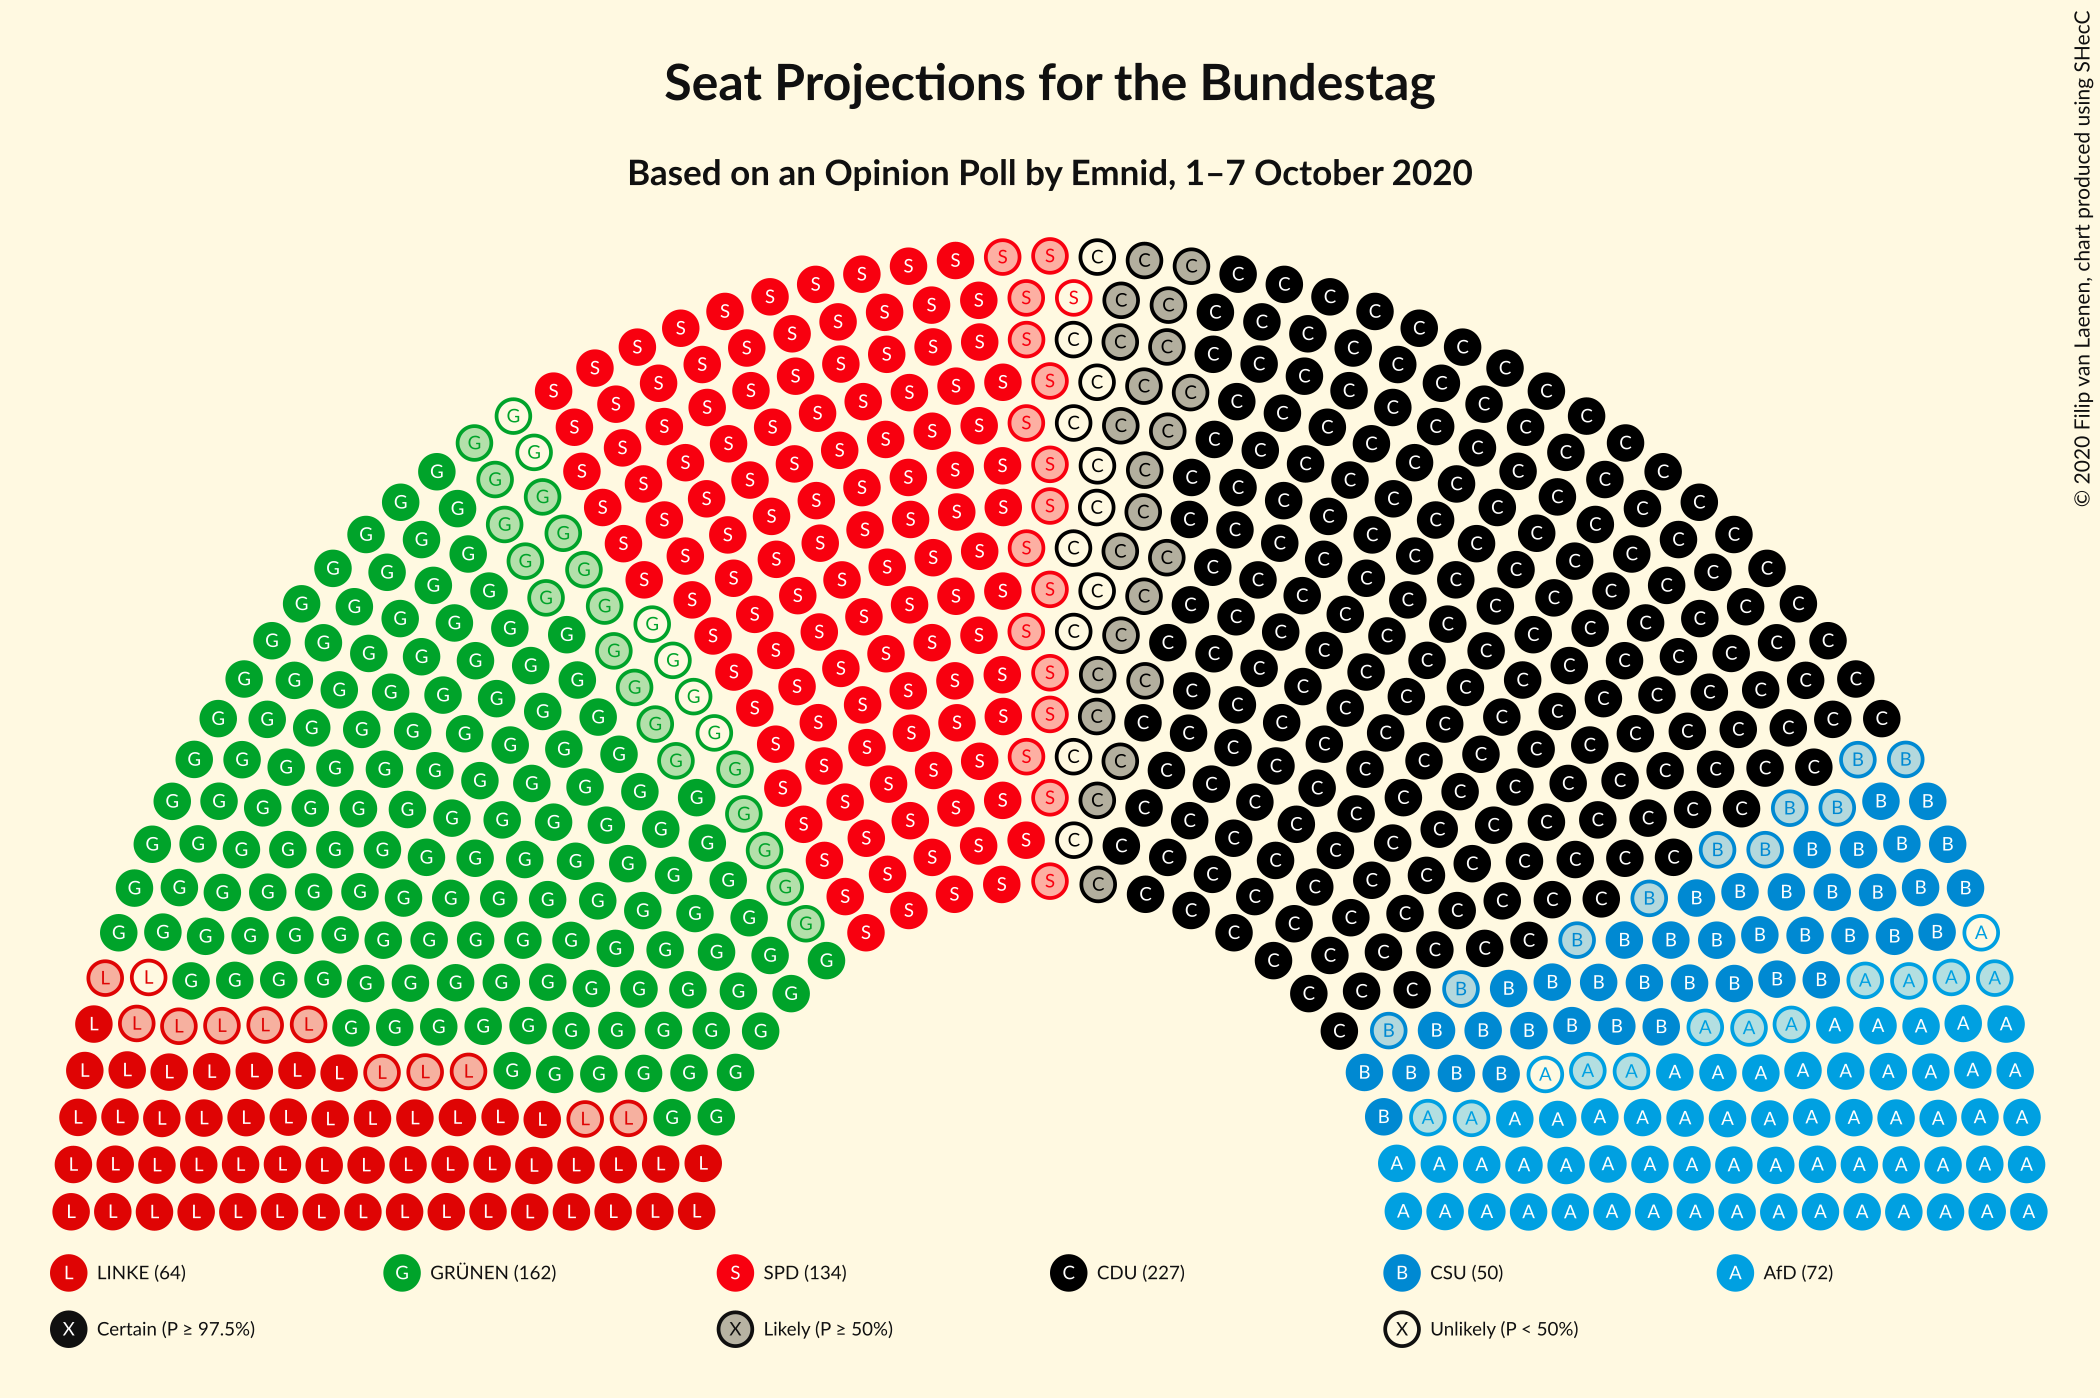 Seat Projections for the Bundestag
Based on an Opinion Poll by Emnid, 1–7 October 2020
© 2020 Filip van Laenen, chart produced using SHecC
L LINKE (64)
G GRÜNEN (162)
S SPD (134)
C CDU (227)
B CSU (50)
A AfD (72)
X Certain (P ≥ 97.5%)
X Likely (P ≥ 50%)
X Unlikely (P < 50%)